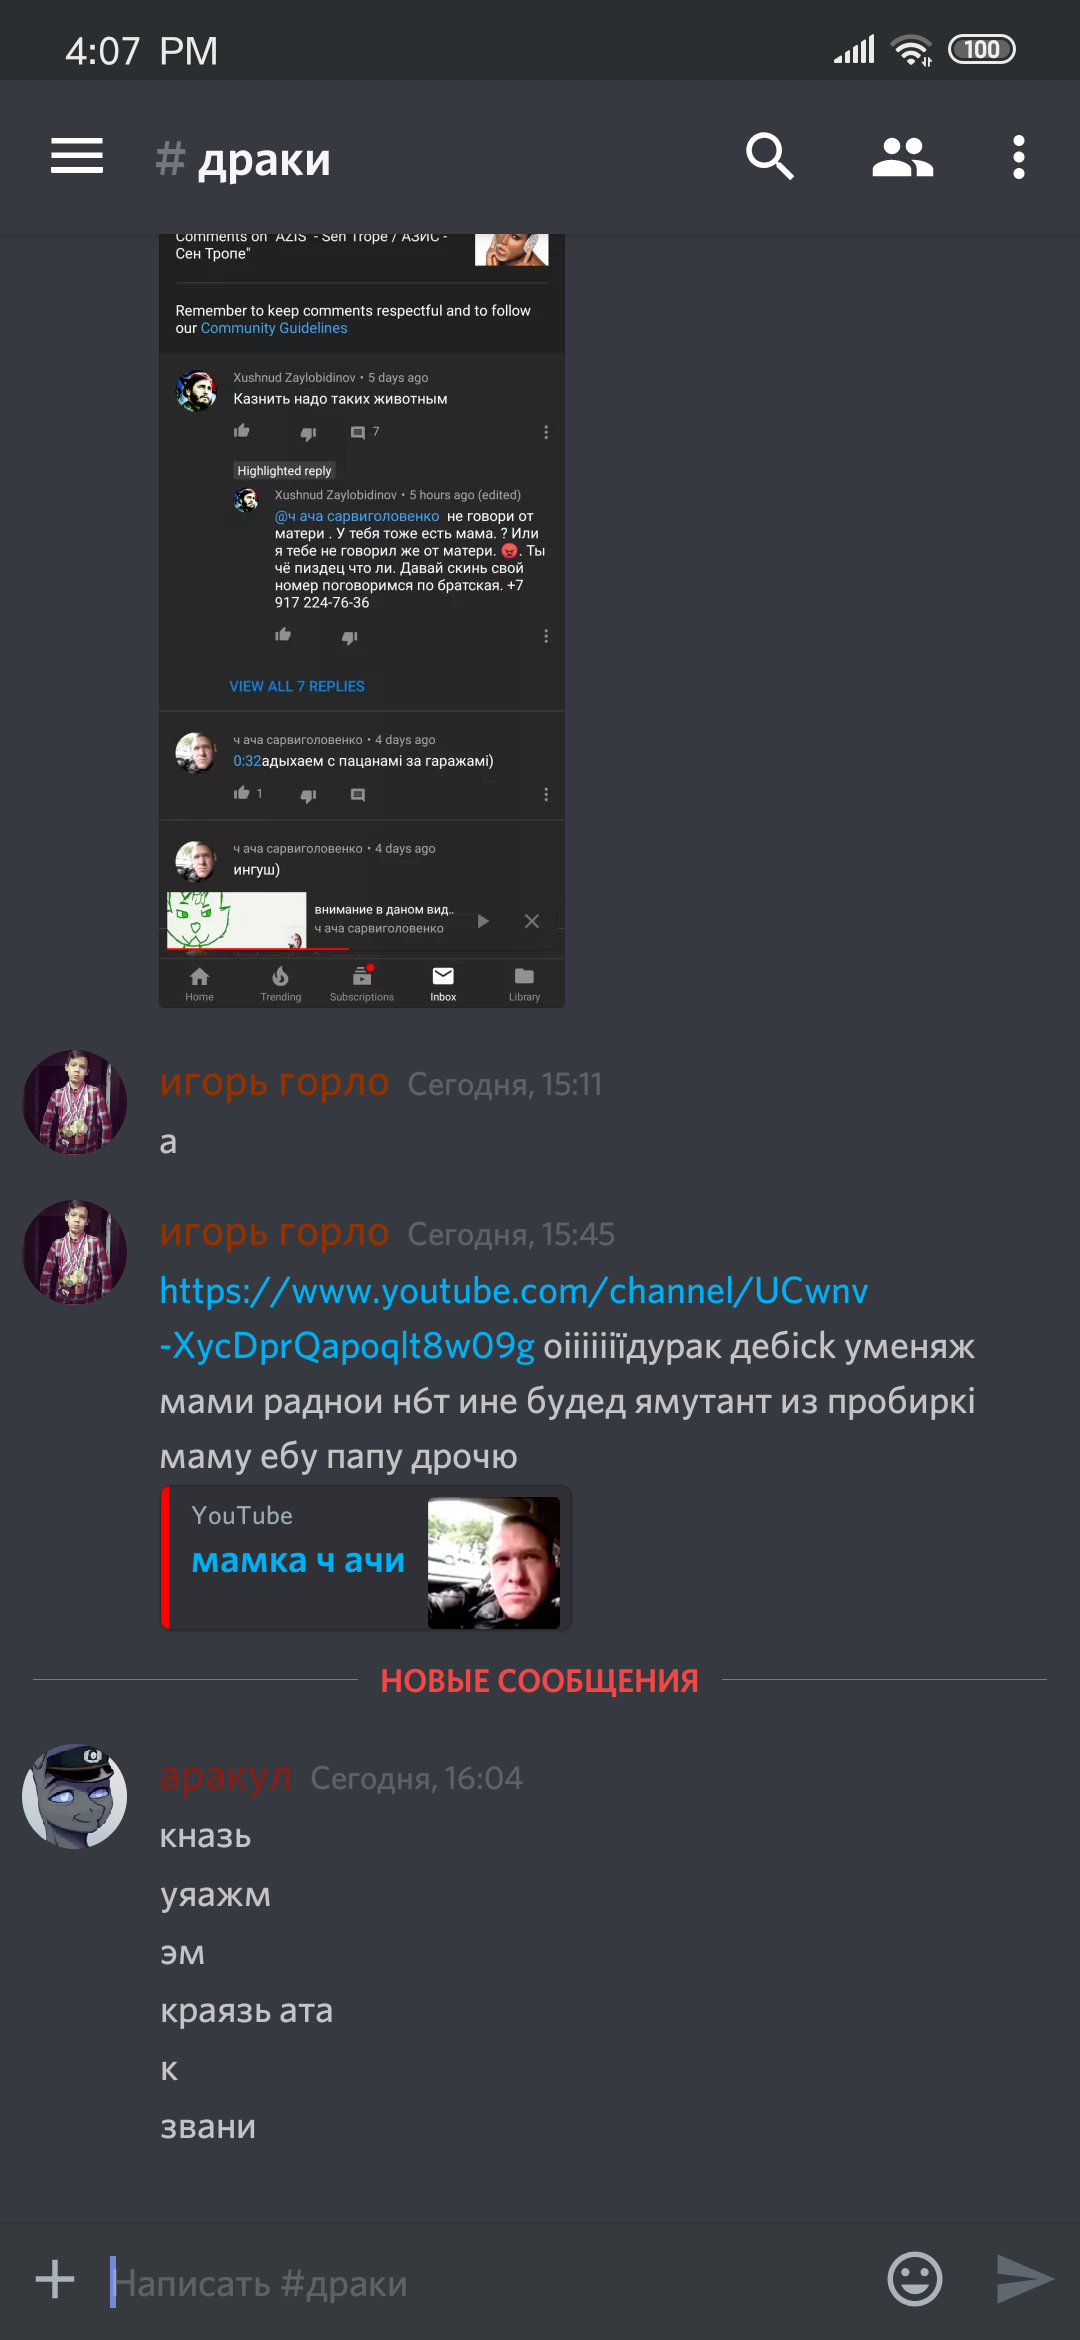 4:07 PM
100
# драки
Comments on "AZIS - Sen Trope / АЗИС -
Сен Тропе"
Remember to keep comments respectful and to follow
our Community Guidelines
Xushnud Zaylobidinov • 5 days ago
Казнить надо таких животным
7
Highlighted reply
Xushnud Zaylobidinov • 5 hours ago (edited)
@ч ача сарвиголовенко не говори от
матери . У тебя тоже есть мама. ? Или
я тебе не говорил же от матери. 😡. Ты
чё пиздец что ли. Давай скинь свой
номер поговоримся по братская. +7
917 224-76-36
VIEW ALL 7 REPLIES
ч ача сарвиголовенко • 4 days ago
0:32адыхаем с пацанамі за гаражамі)
1
ч ача сарвиголовенко • 4 days ago
ингуш)
внимание в даном вид..
ч ача сарвиголовенко
Home
Trending
Subscriptions
Inbox
Library
игорь горло Сегодня, 15:11
а
игорь горло Сегодня, 15:45
https://www.youtube.com/channel/UCwnv
-XycDprQapoqlt8w09g оіііііііїдурак дебіск уменяж
мами раднои нбт ине будед ямутант из пробиркі
маму ебу папу дрочю
YouTube
мамка ч ачи
НОВЫЕ СООБЩЕНИЯ
аракул Сегодня, 16:04
кназь
уяажм
эм
краязь ата
к
звани
Написать #драки